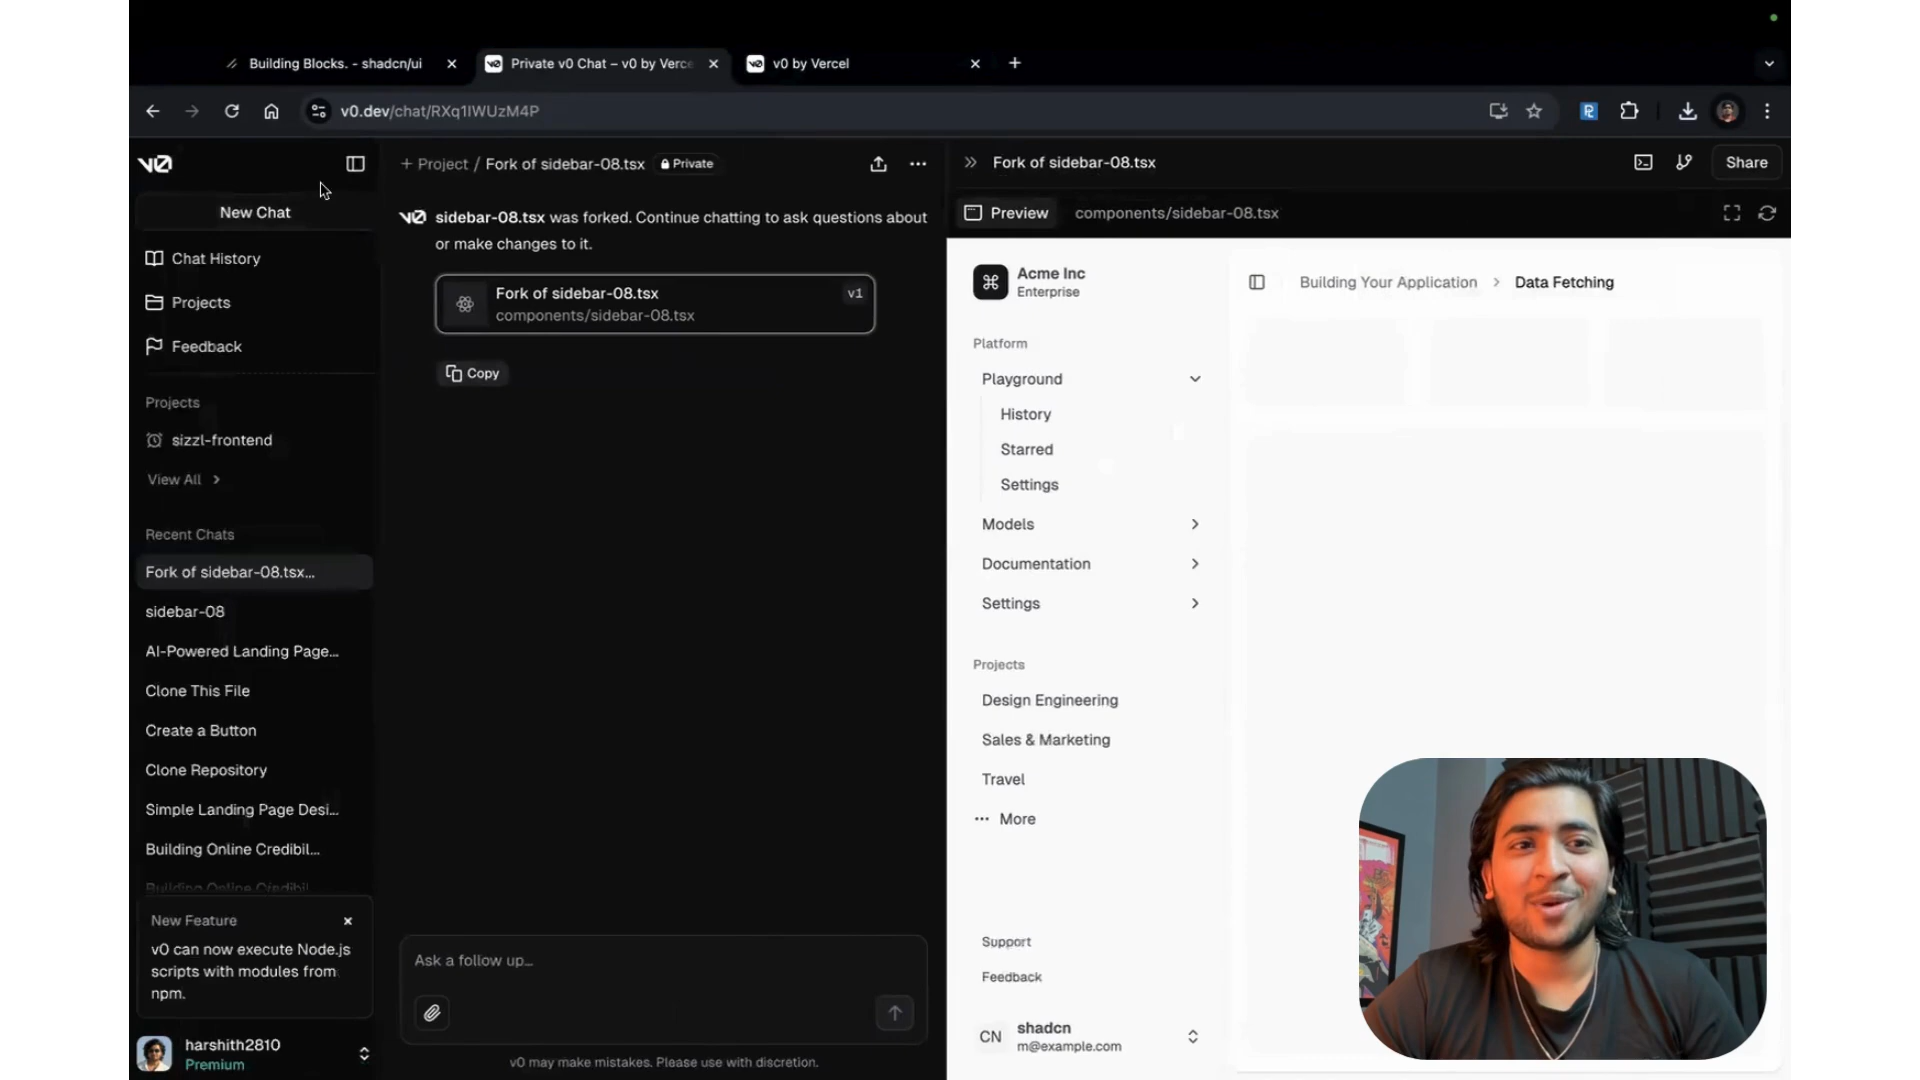 Building Blocks. - shadcn/ui
Private v0 Chat – v0 by Verce
v0 by Vercel
v0.dev/chat/RXq1IWUzM4P
v0
New Chat
Chat History
Projects
Feedback
Projects
sizzl-frontend
View All
Recent Chats
Fork of sidebar-08.tsx...
sidebar-08
AI-Powered Landing Page...
Clone This File
Create a Button
Clone Repository
Simple Landing Page Desi...
Building Online Credibil...
Building Online Credibil
New Feature
v0 can now execute Node.js
scripts with modules from
npm.
harshith2810
Premium
+ Project / Fork of sidebar-08.tsx Private
v0 sidebar-08.tsx was forked. Continue chatting to ask questions about
or make changes to it.
Fork of sidebar-08.tsx v1
components/sidebar-08.tsx
Copy
Ask a follow up...
v0 may make mistakes. Please use with discretion.
Fork of sidebar-08.tsx
Share
Preview components/sidebar-08.tsx
Acme Inc
Enterprise
Platform
Playground
History
Starred
Settings
Models
Documentation
Settings
Projects
Design Engineering
Sales & Marketing
Travel
More
Support
Feedback
CN
shadcn
m@example.com
Building Your Application > Data Fetching